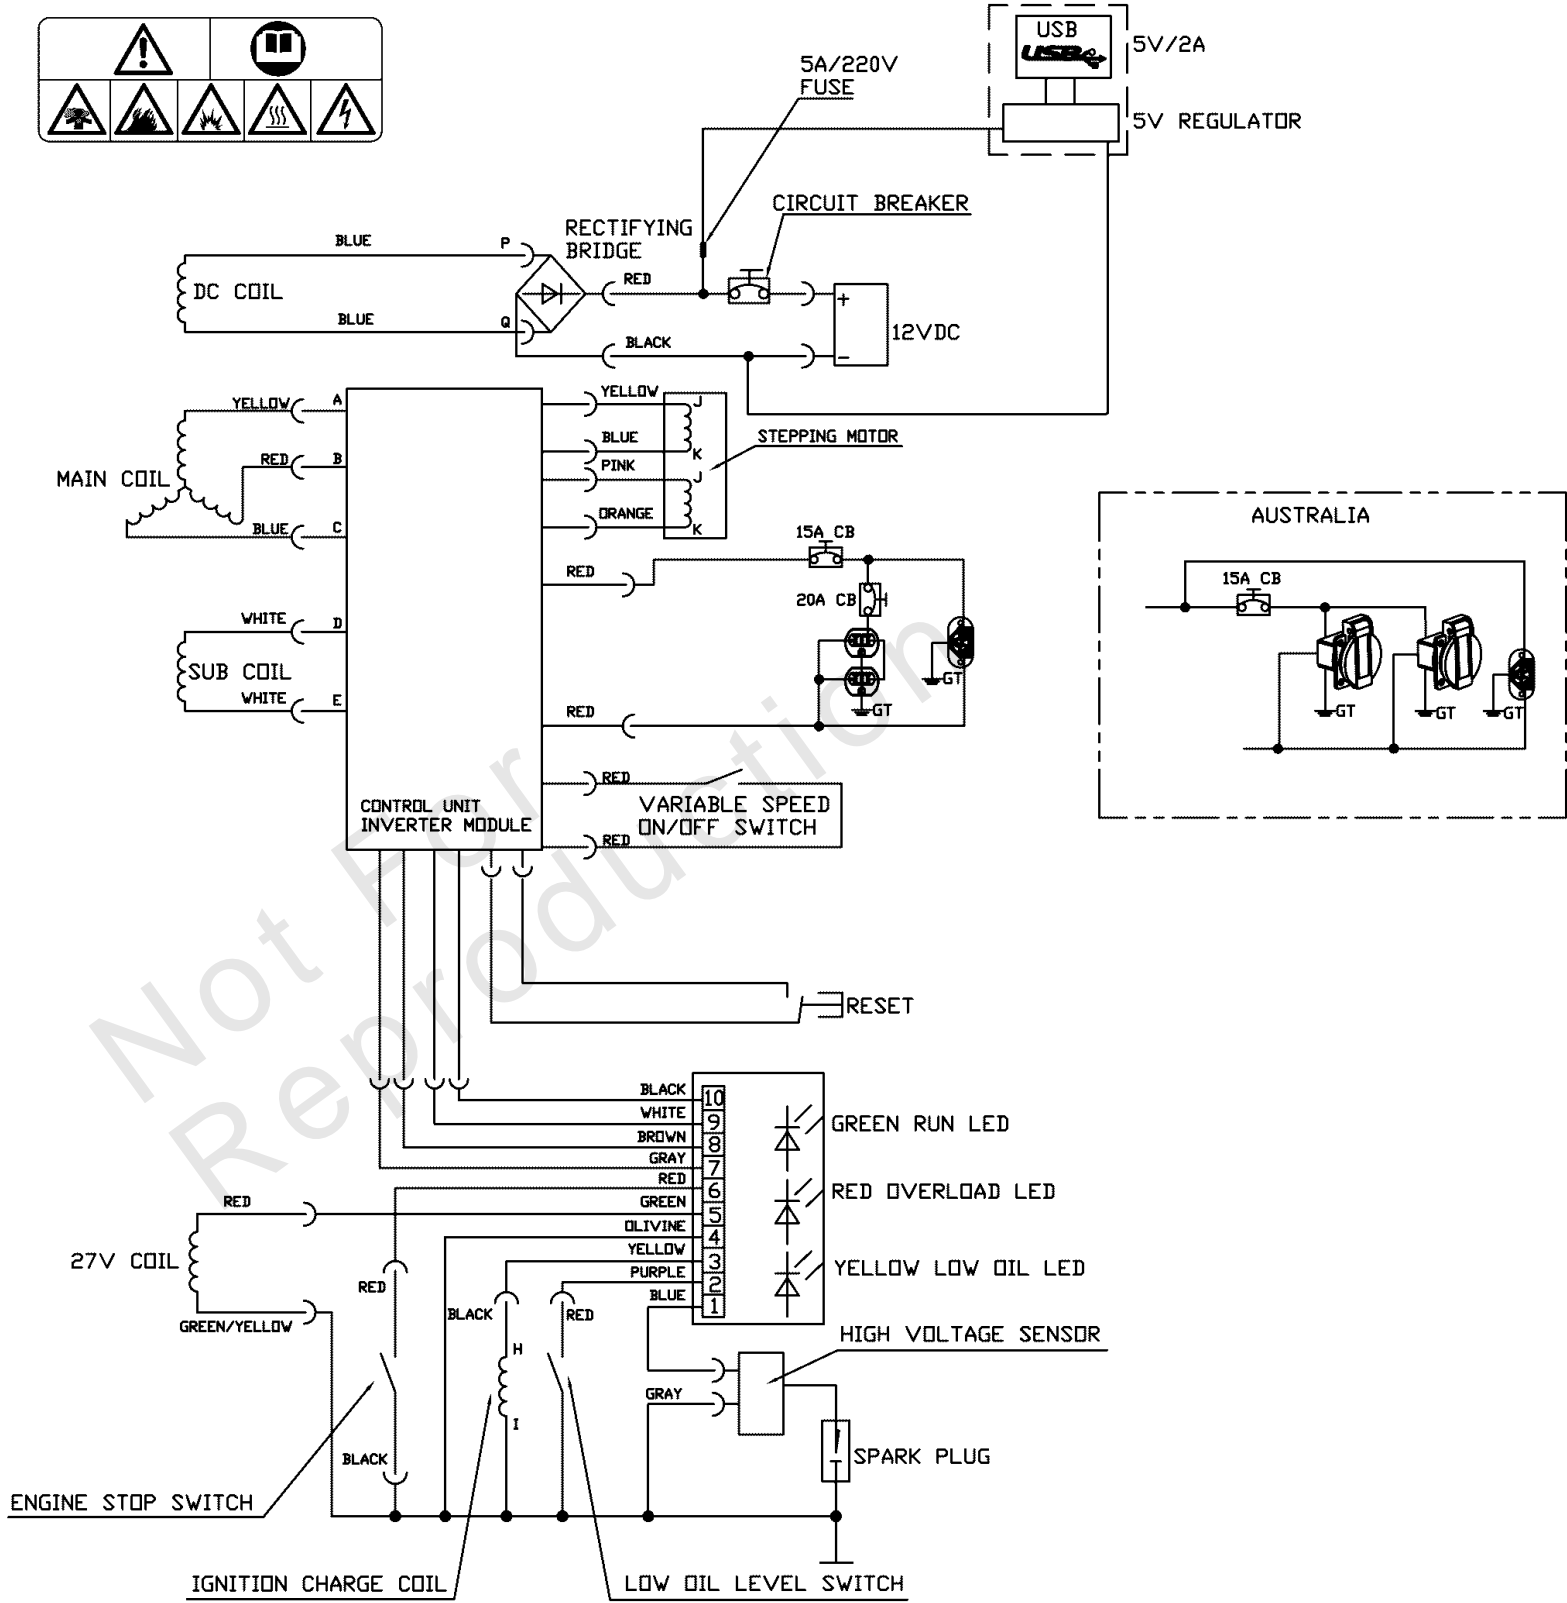 USB
USB
5V/2A
5A/220V
FUSE
5V REGULATOR
CIRCUIT BREAKER
RECTIFYING
BRIDGE
BLUE
P
RED
DC COIL
+
BLUE
Q
12VDC
BLACK
-
YELLOW
A
YELLOW
J
BLUE
K
STEPPING MOTOR
RED
B
PINK
J
MAIN COIL
ORANGE
K
BLUE
C
15A CB
RED
20A CB
WHITE
D
SUB COIL
GT
WHITE
E
RED
GT
RED
VARIABLE SPEED
ON/OFF SWITCH
RED
CONTROL UNIT
INVERTER MODULE
AUSTRALIA
15A CB
GT
GT
GT
Not For
Reproduction
RESET
BLACK
10
WHITE
9
GREEN RUN LED
BROWN
8
GRAY
7
RED
6
RED OVERLOAD LED
RED
GREEN
5
OLIVINE
4
27V COIL
YELLOW
3
YELLOW LOW OIL LED
PURPLE
2
RED
BLUE
1
BLACK
RED
GREEN/YELLOW
HIGH VOLTAGE SENSOR
H
GRAY
I
BLACK
SPARK PLUG
ENGINE STOP SWITCH
IGNITION CHARGE COIL
LOW OIL LEVEL SWITCH